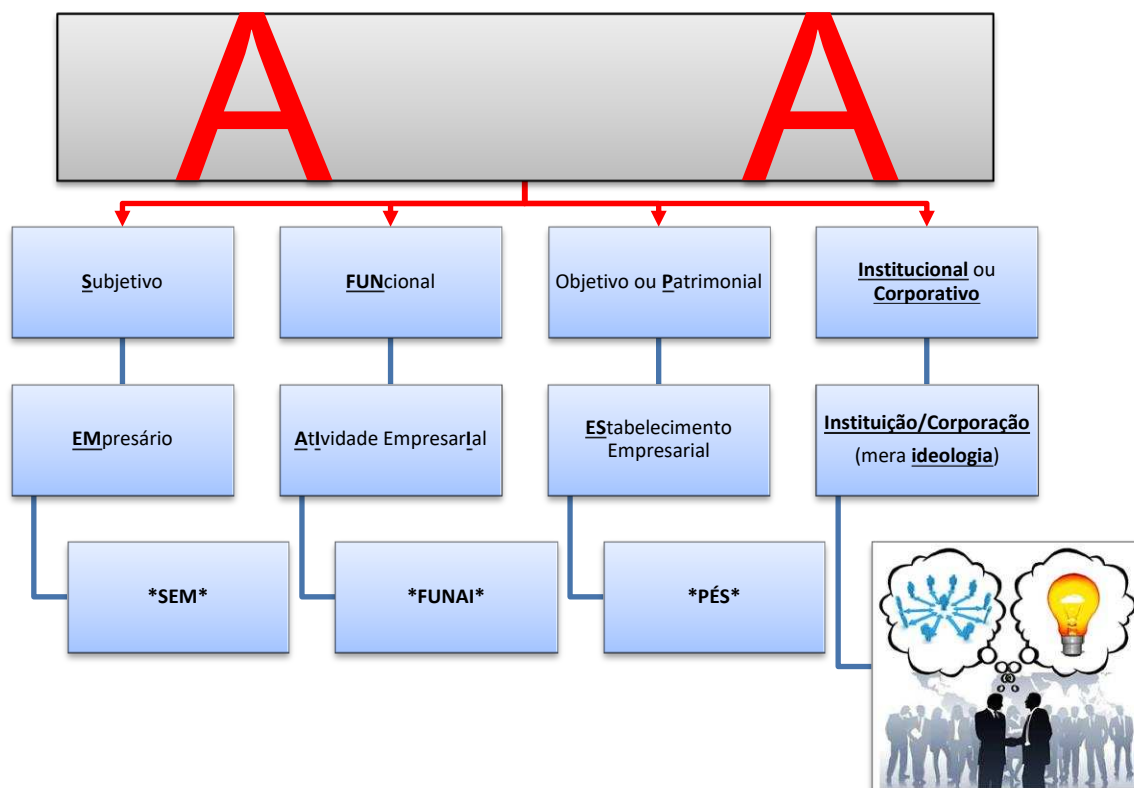 A A
Subjetivo
FUNcional
Objetivo ou Patrimonial
Institucional ou
Corporativo
EMpresário
AtIvidade EmpresarIal
EStabelecimento
Empresarial
Instituição/Corporação
(mera ideologia)
*SEM*
*FUNAI*
*PÉS*